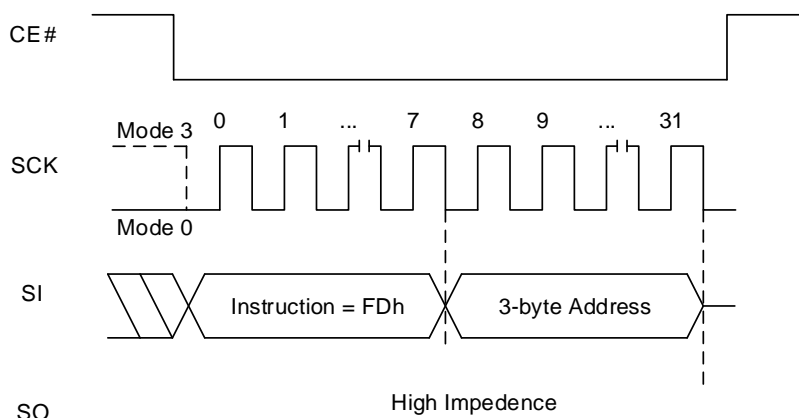 CE#
0 1 ... 7 8 9 ... 31
Mode 3
SCK
Mode 0
SI
Instruction = FDh
3-byte Address
High Impedence
SO